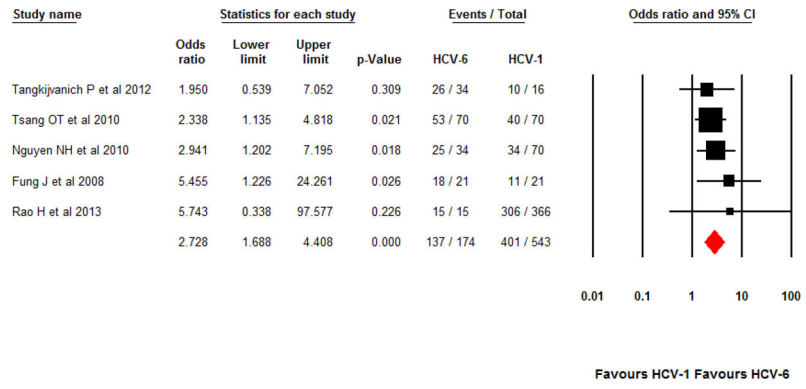 Study name Statistics for each study Events / Total Odds ratio and 95% CI
Odds ratio Lower limit Upper limit p-Value HCV-6 HCV-1
Tangkijvanich P et al 2012 1.950 0.539 7.052 0.309 26 / 34 10 / 16
Tsang OT et al 2010 2.338 1.135 4.818 0.021 53 / 70 40 / 70
Nguyen NH et al 2010 2.941 1.202 7.195 0.018 25 / 34 34 / 70
Fung J et al 2008 5.455 1.226 24.261 0.026 18 / 21 11 / 21
Rao H et al 2013 5.743 0.338 97.577 0.226 15 / 15 306 / 366
2.728 1.688 4.408 0.000 137 / 174 401 / 543
0.01 0.1 1 10 100
Favours HCV-1 Favours HCV-6